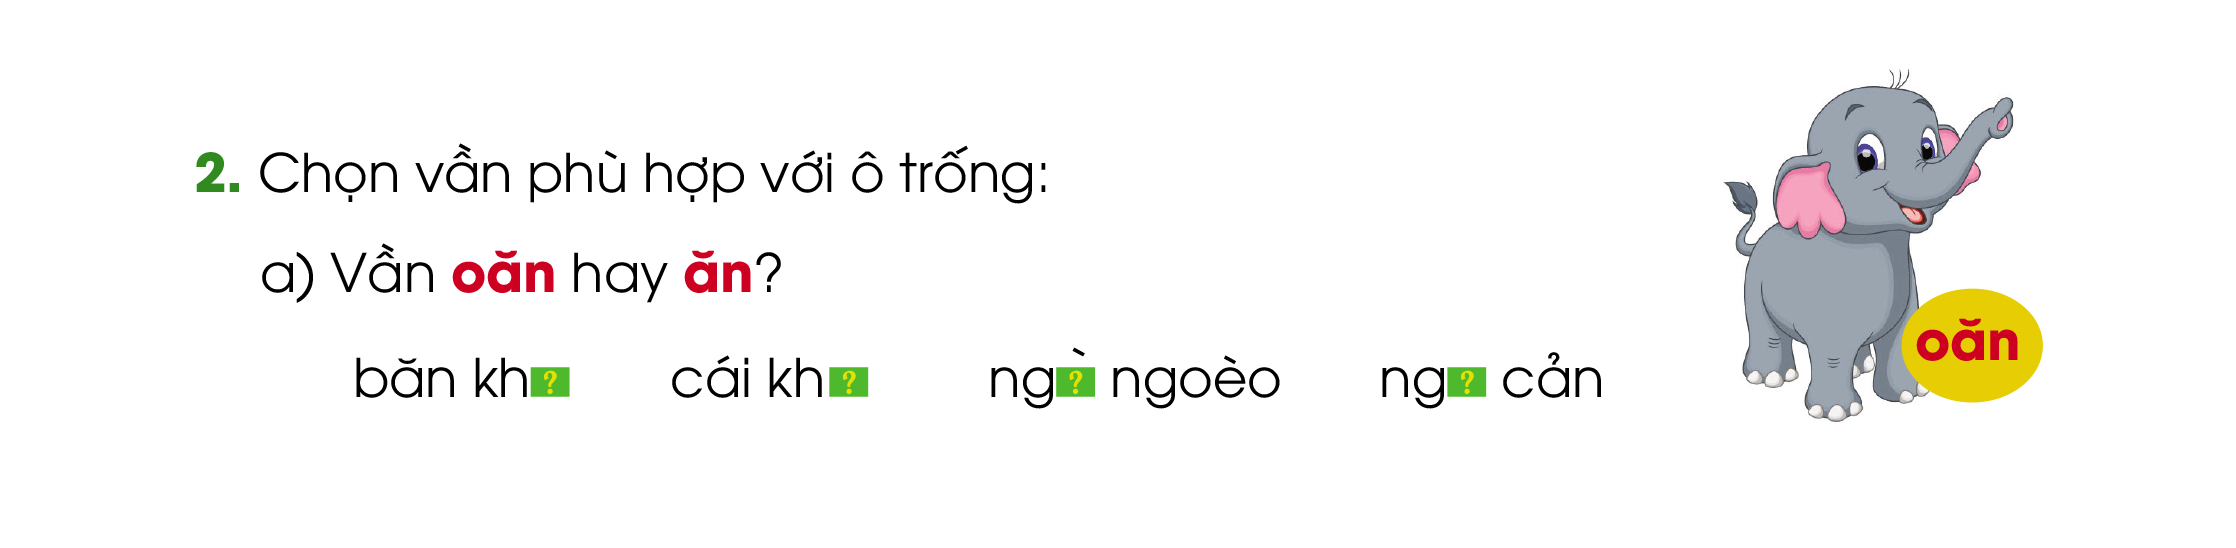 2. Chọn vần phù hợp với ô trống:
a) Vần oăn hay ăn?
băn kh? cái kh? ng?̀ ngoèo ng? cản
oăn